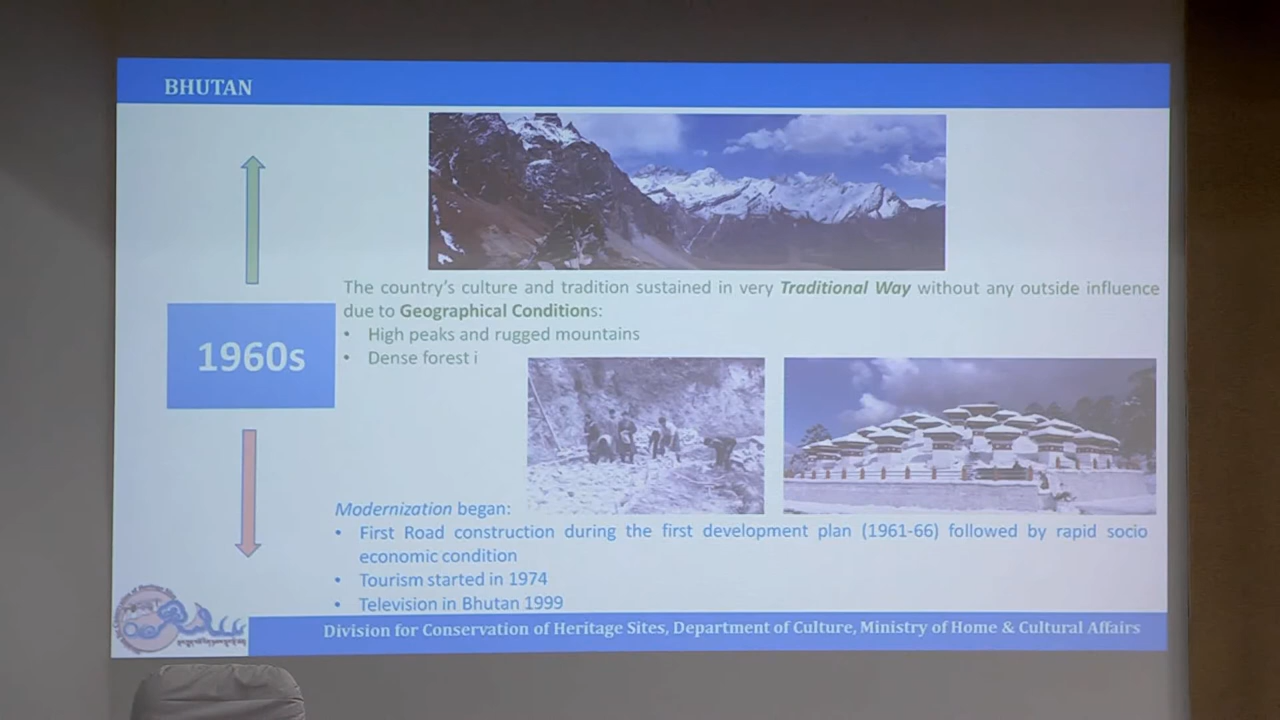 BHUTAN
The country's culture and tradition sustained in very Traditional Way without any outside influence
due to Geographical Conditions:
1960s
• High peaks and rugged mountains
• Dense forest i
Modernization began:
• First Road construction during the first development plan (1961-66) followed by rapid socio
economic condition
• Tourism started in 1974
• Television in Bhutan 1999
Division for Conservation of Heritage Sites, Department of Culture, Ministry of Home & Cultural Affairs